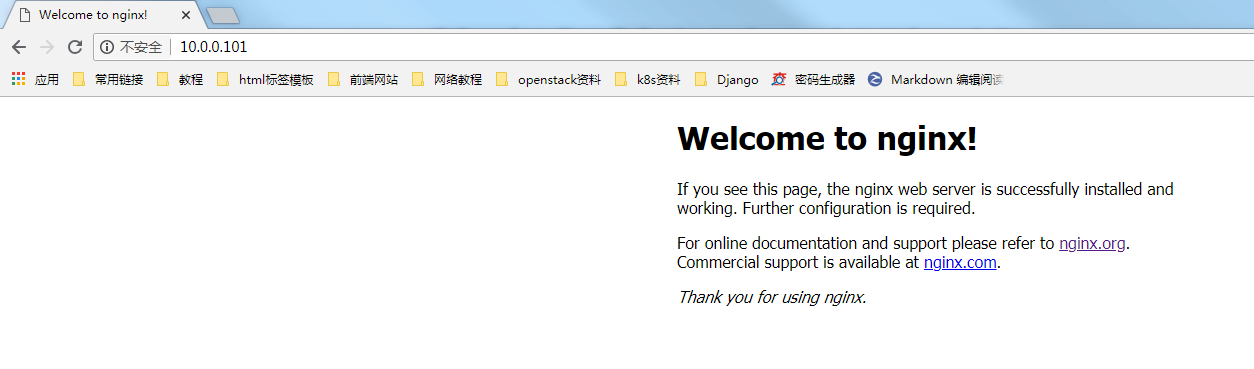 Welcome to nginx!
不安全 10.0.0.101
应用 常用链接 教程 html标签模板 前端网站 网络教程 openstack资料 k8s资料 Django 密码生成器 Markdown 编辑阅读
Welcome to nginx!
If you see this page, the nginx web server is successfully installed and
working. Further configuration is required.
For online documentation and support please refer to nginx.org.
Commercial support is available at nginx.com.
Thank you for using nginx.